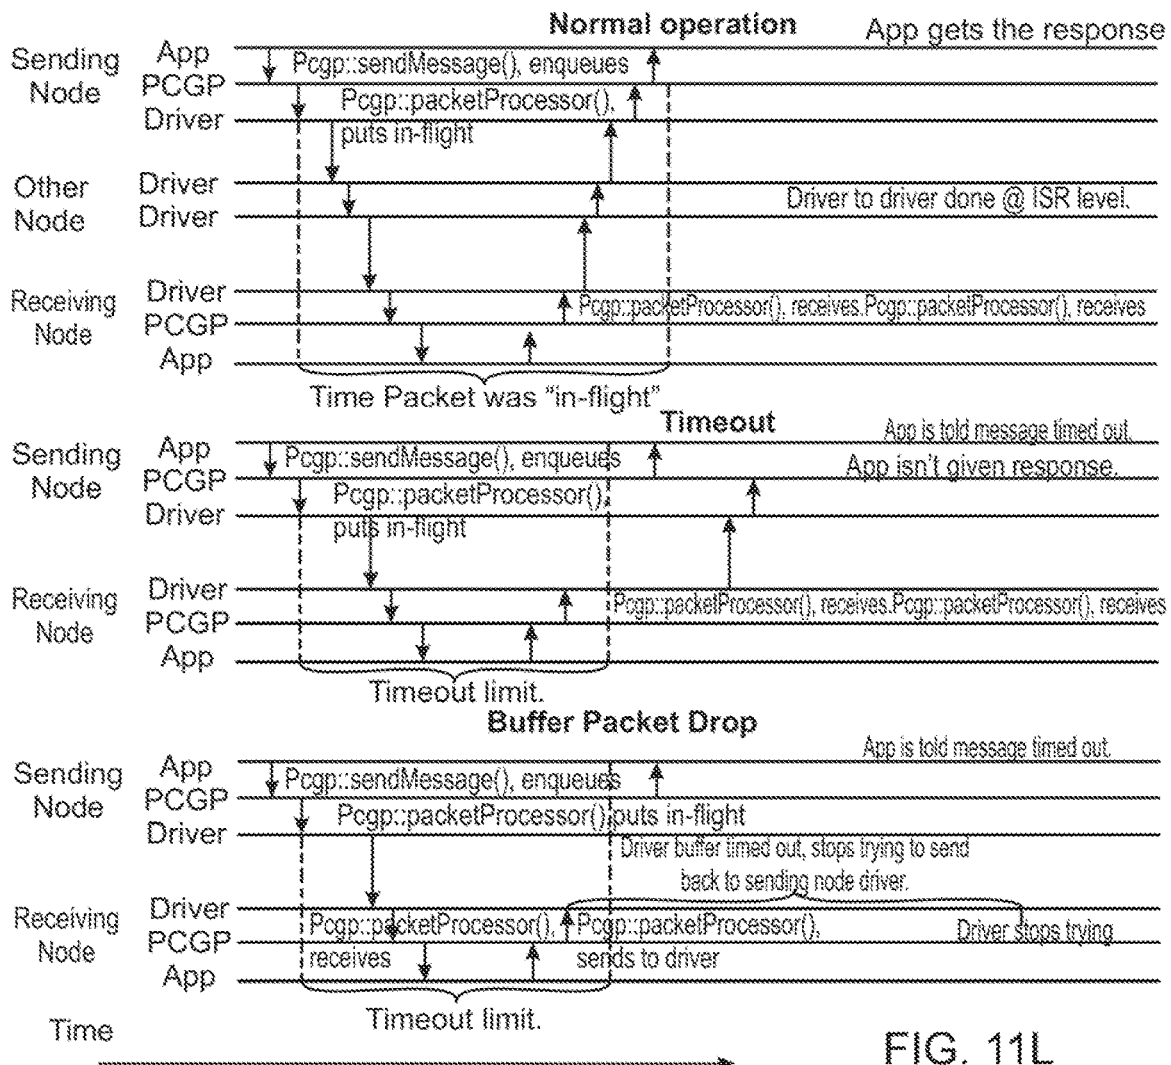 Normal operation
App gets the response
Sending
Node
App
PCGP
Driver
Pcgp::sendMessage(), enqueues
Pcgp::packetProcessor(),
puts in-flight
Other
Node
Driver
Driver
Driver to driver done @ ISR level.
Receiving
Node
Driver
PCGP
App
Pcgp::packetProcessor(), receives.Pcgp::packetProcessor(), receives
Time Packet was “in-flight”
Timeout
App is told message timed out.
App isn't given response.
Sending
Node
App
PCGP
Driver
Pcgp::sendMessage(), enqueues
Pcgp::packetProcessor(),
puts in-flight
Receiving
Node
Driver
PCGP
App
Pcgp::packetProcessor(), receives.Pcgp::packetProcessor(), receives
Timeout limit.
Buffer Packet Drop
App is told message timed out.
Sending
Node
App
PCGP
Driver
Pcgp::sendMessage(), enqueues
Pcgp::packetProcessor(),puts in-flight
Driver buffer timed out, stops trying to send
back to sending node driver.
Receiving
Node
Driver
PCGP
App
Pcgp::packetProcessor(),
receives
Pcgp::packetProcessor(),
sends to driver
Driver stops trying
Timeout limit.
Time
FIG. 11L